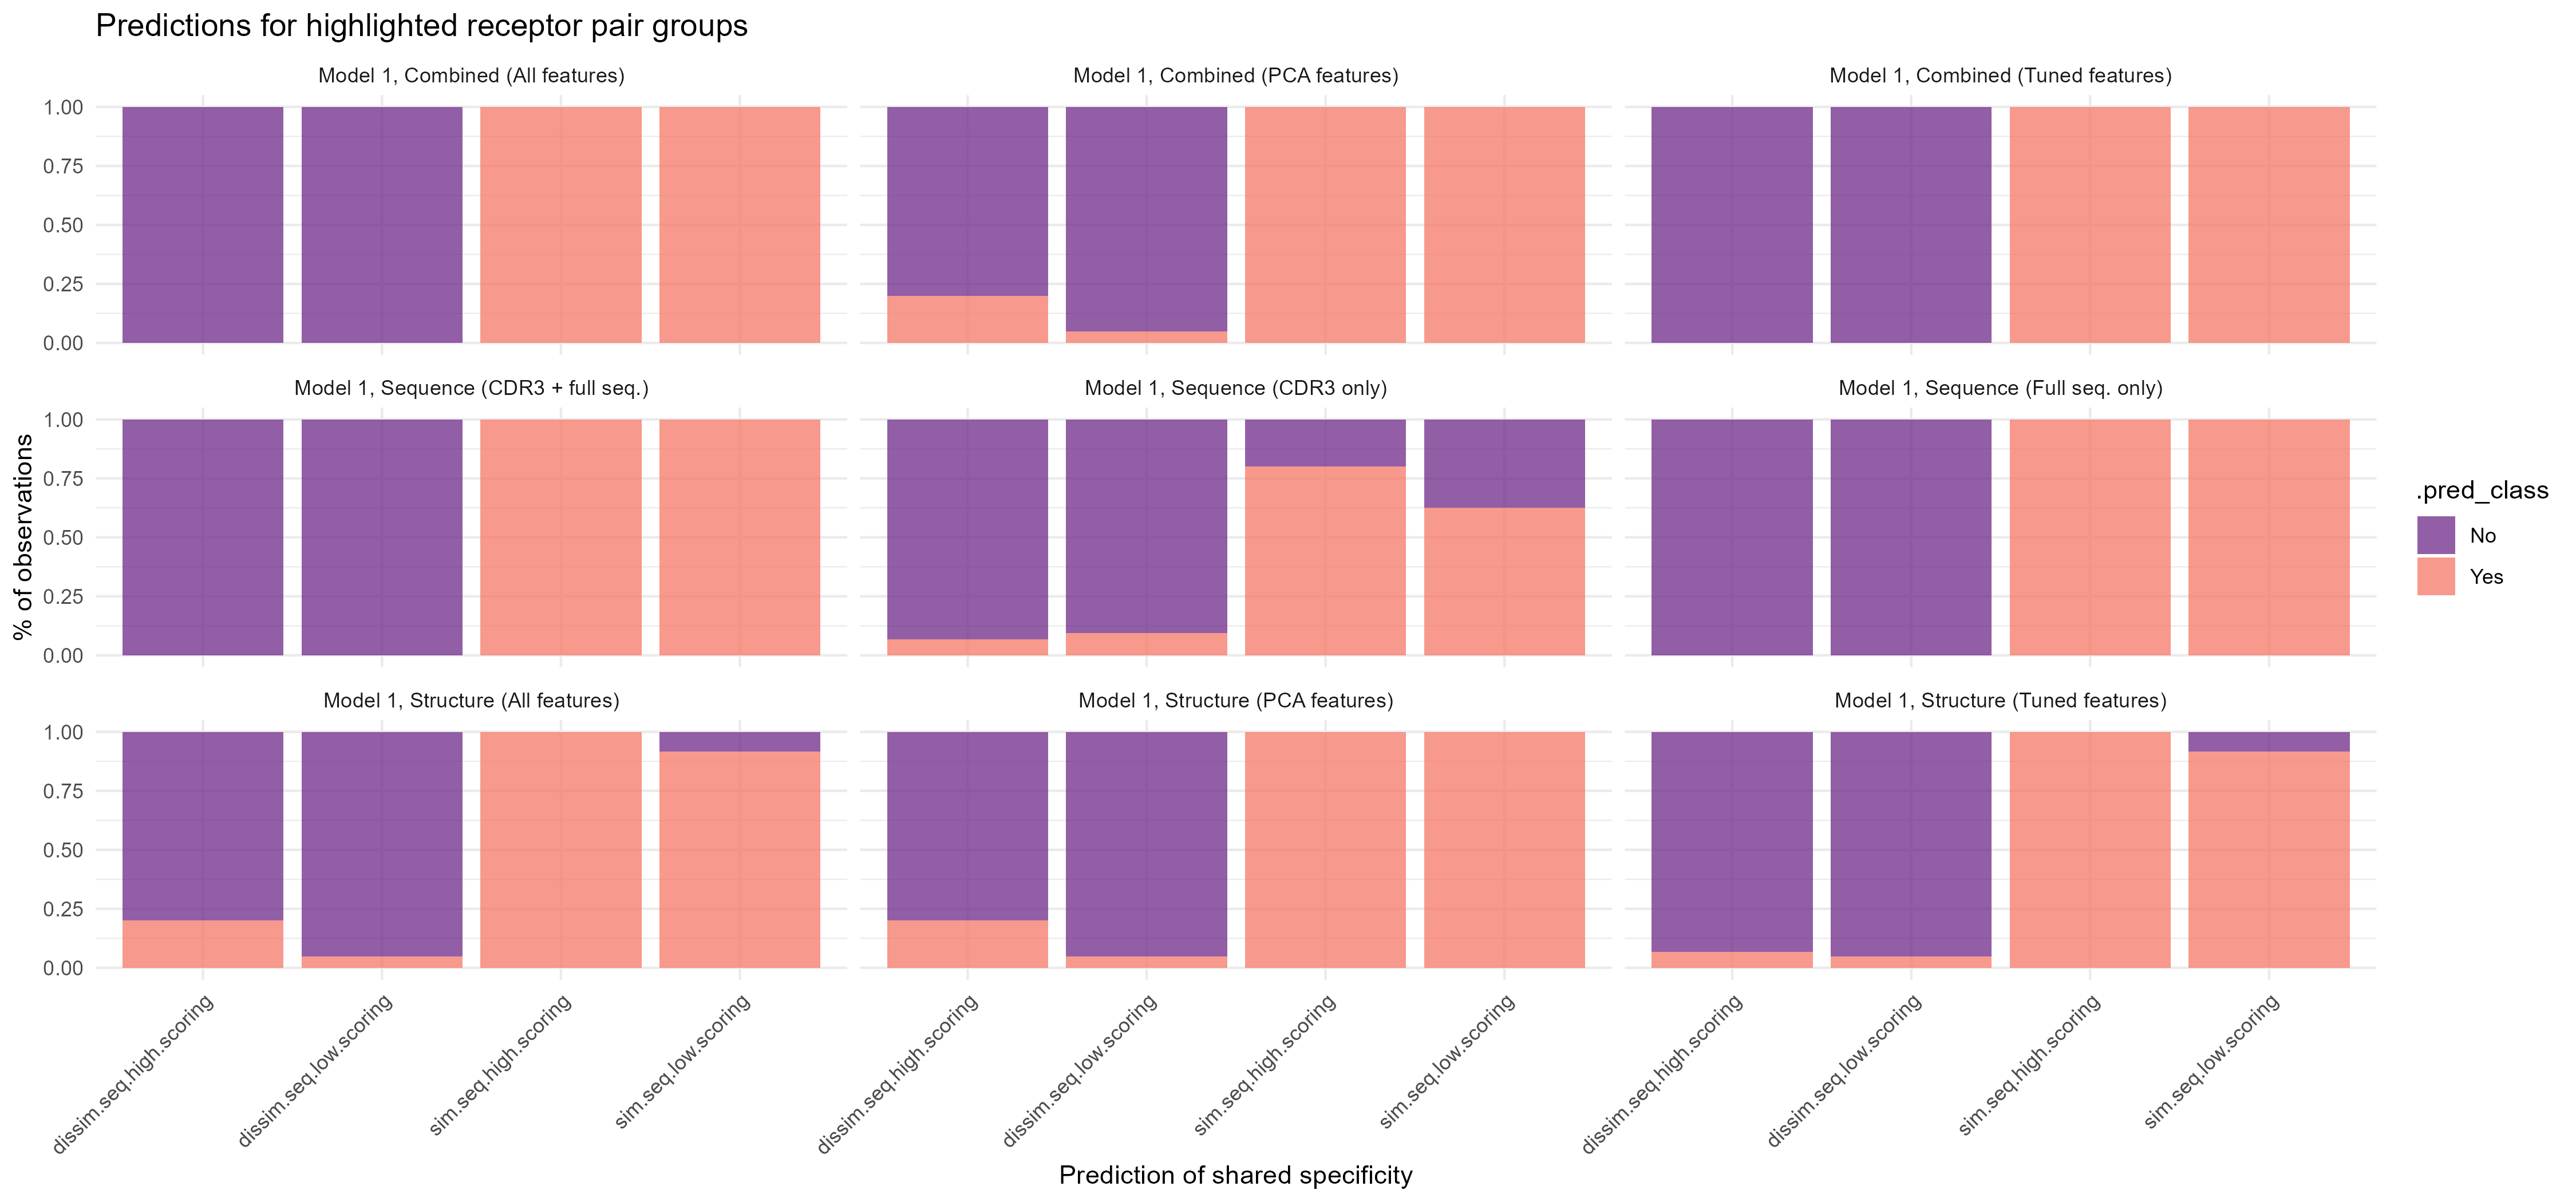 Predictions for highlighted receptor pair groups
Model 1, Combined (All features)
Model 1, Combined (PCA features)
Model 1, Combined (Tuned features)
1.00
0.75
0.50
0.25
0.00
Model 1, Sequence (CDR3 + full seq.)
Model 1, Sequence (CDR3 only)
Model 1, Sequence (Full seq. only)
1.00
0.75
0.50
0.25
0.00
% of observations
Model 1, Structure (All features)
Model 1, Structure (PCA features)
Model 1, Structure (Tuned features)
1.00
0.75
0.50
0.25
0.00
dissim.seq.high.scoring
dissim.seq.low.scoring
sim.seq.high.scoring
sim.seq.low.scoring
dissim.seq.high.scoring
dissim.seq.low.scoring
sim.seq.high.scoring
sim.seq.low.scoring
dissim.seq.high.scoring
dissim.seq.low.scoring
sim.seq.high.scoring
sim.seq.low.scoring
Prediction of shared specificity
.pred_class
No
Yes